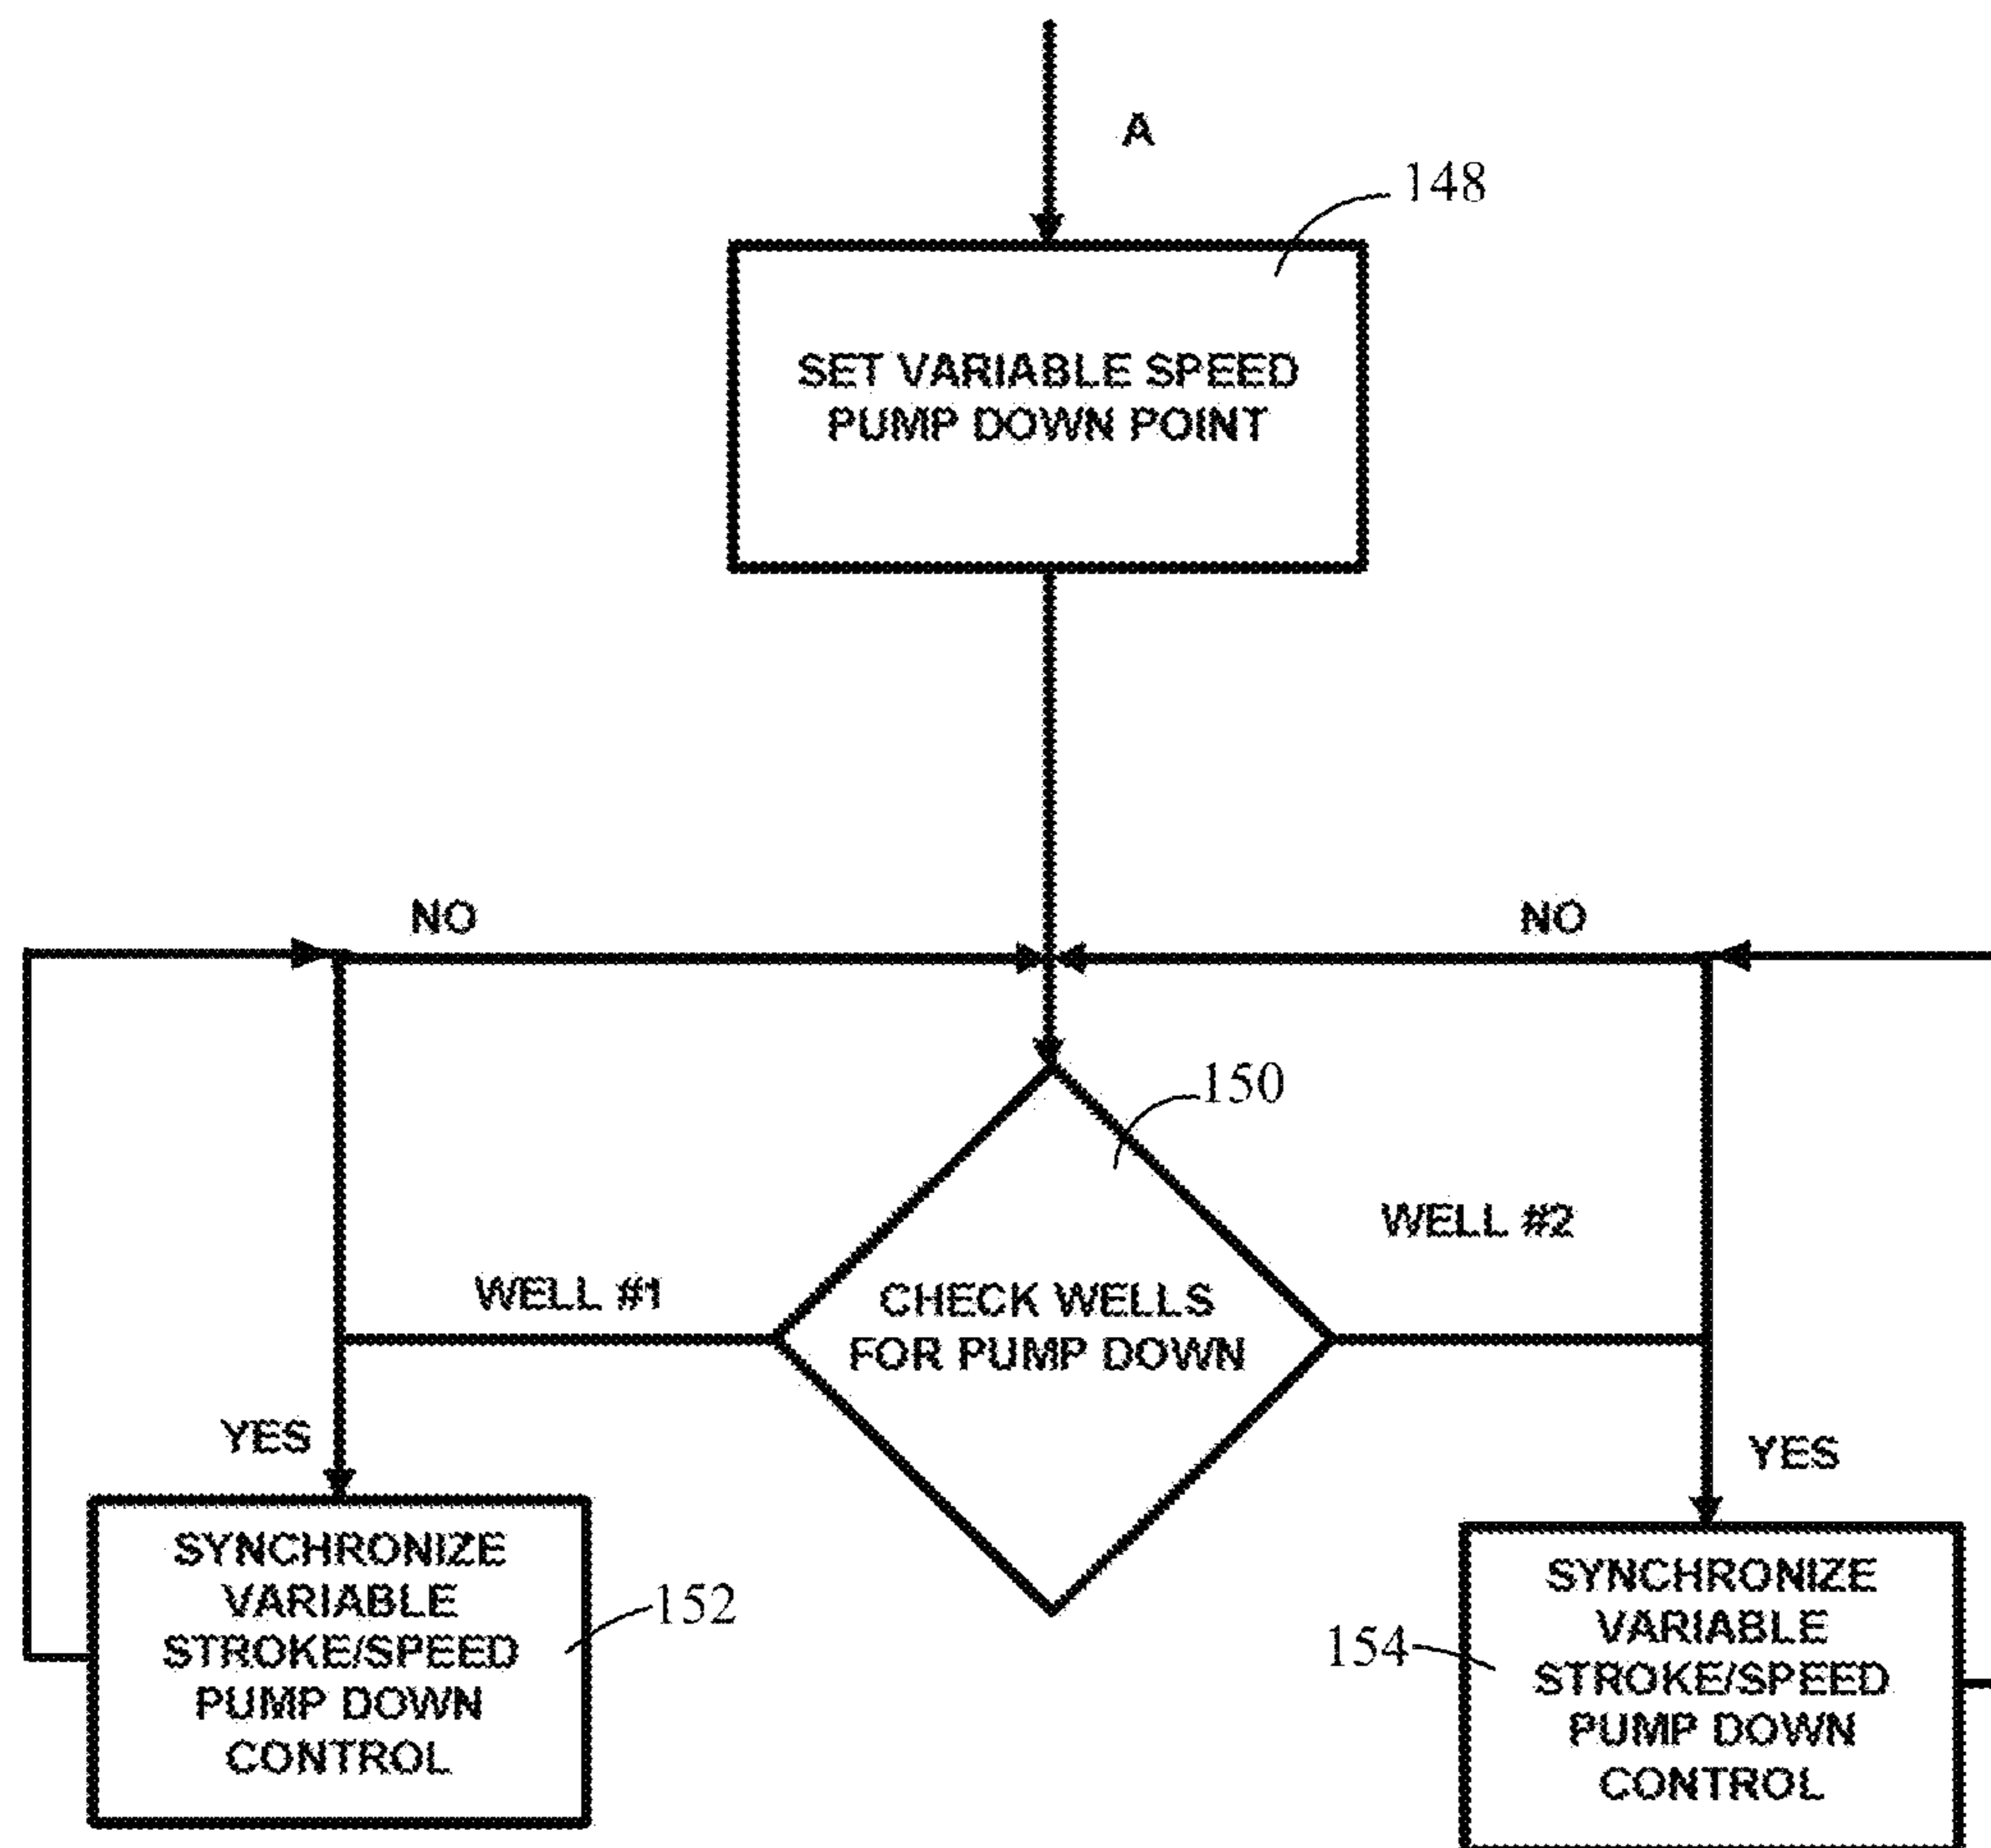 A
148
SET VARIABLE SPEED
PUMP DOWN POINT
NO
NO
150
WELL #2
WELL #1
CHECK WELLS
FOR PUMP DOWN
YES
YES
SYNCHRONIZE
VARIABLE
STROKE/SPEED
PUMP DOWN
CONTROL
152
SYNCHRONIZE
VARIABLE
STROKE/SPEED
PUMP DOWN
CONTROL
154